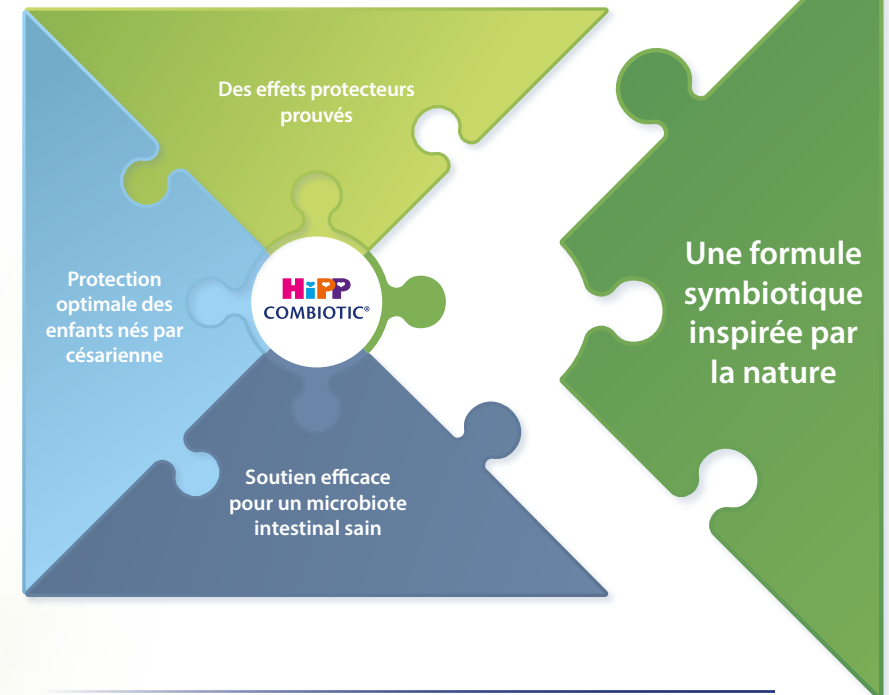 Des effets protecteurs
prouvés
Protection
optimale des
enfants nés par
césarienne
HiPP
COMBIOTIC®
Une formule
symbiotique
inspirée par
la nature
Soutien efficace
pour un microbiote
intestinal sain